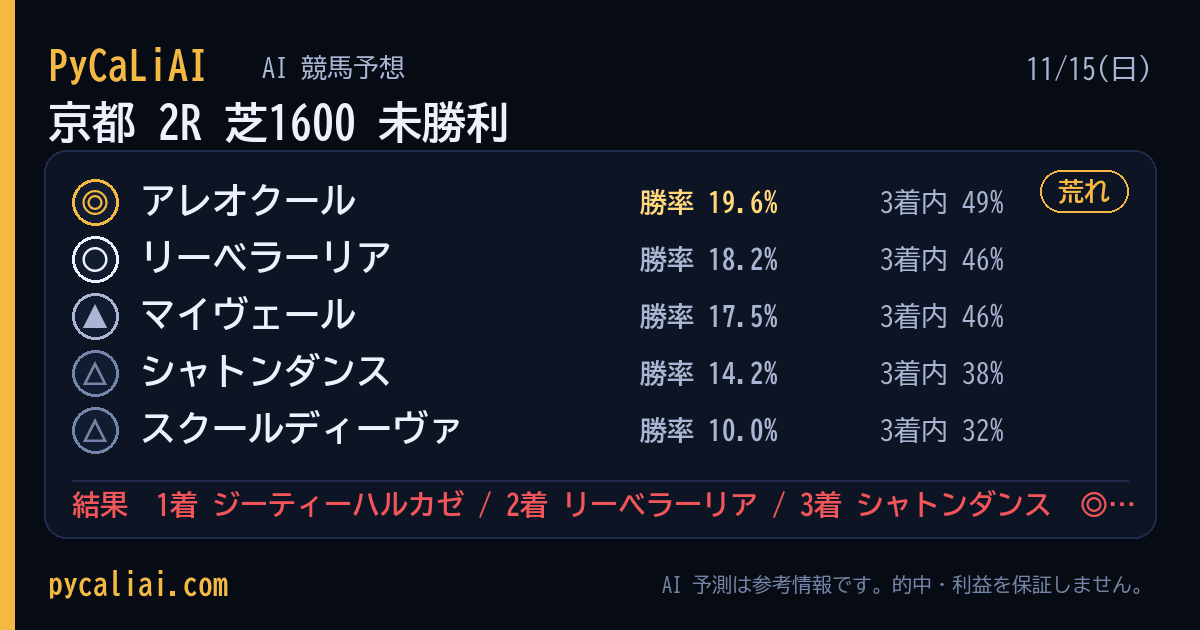 PyCaLiAI AI 競馬予想 11/15(日)
京都 2R 芝1600 未勝利
◎ アレオクール 勝率 19.6% 3着内 49% 荒れ
○ リーベラーリア 勝率 18.2% 3着内 46%
▲ マイヴェール 勝率 17.5% 3着内 46%
△ シャトンダンス 勝率 14.2% 3着内 38%
△ スクールディーヴァ 勝率 10.0% 3着内 32%
結果 1着 ジーティーハルカゼ / 2着 リーベラーリア / 3着 シャトンダンス ◎…
pycaliai.com AI 予測は参考情報です。的中・利益を保証しません。